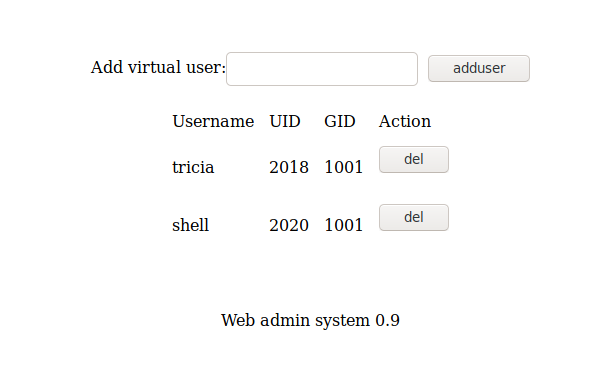 Add virtual user: adduser
Username UID GID Action
tricia 2018 1001 del
shell 2020 1001 del
Web admin system 0.9